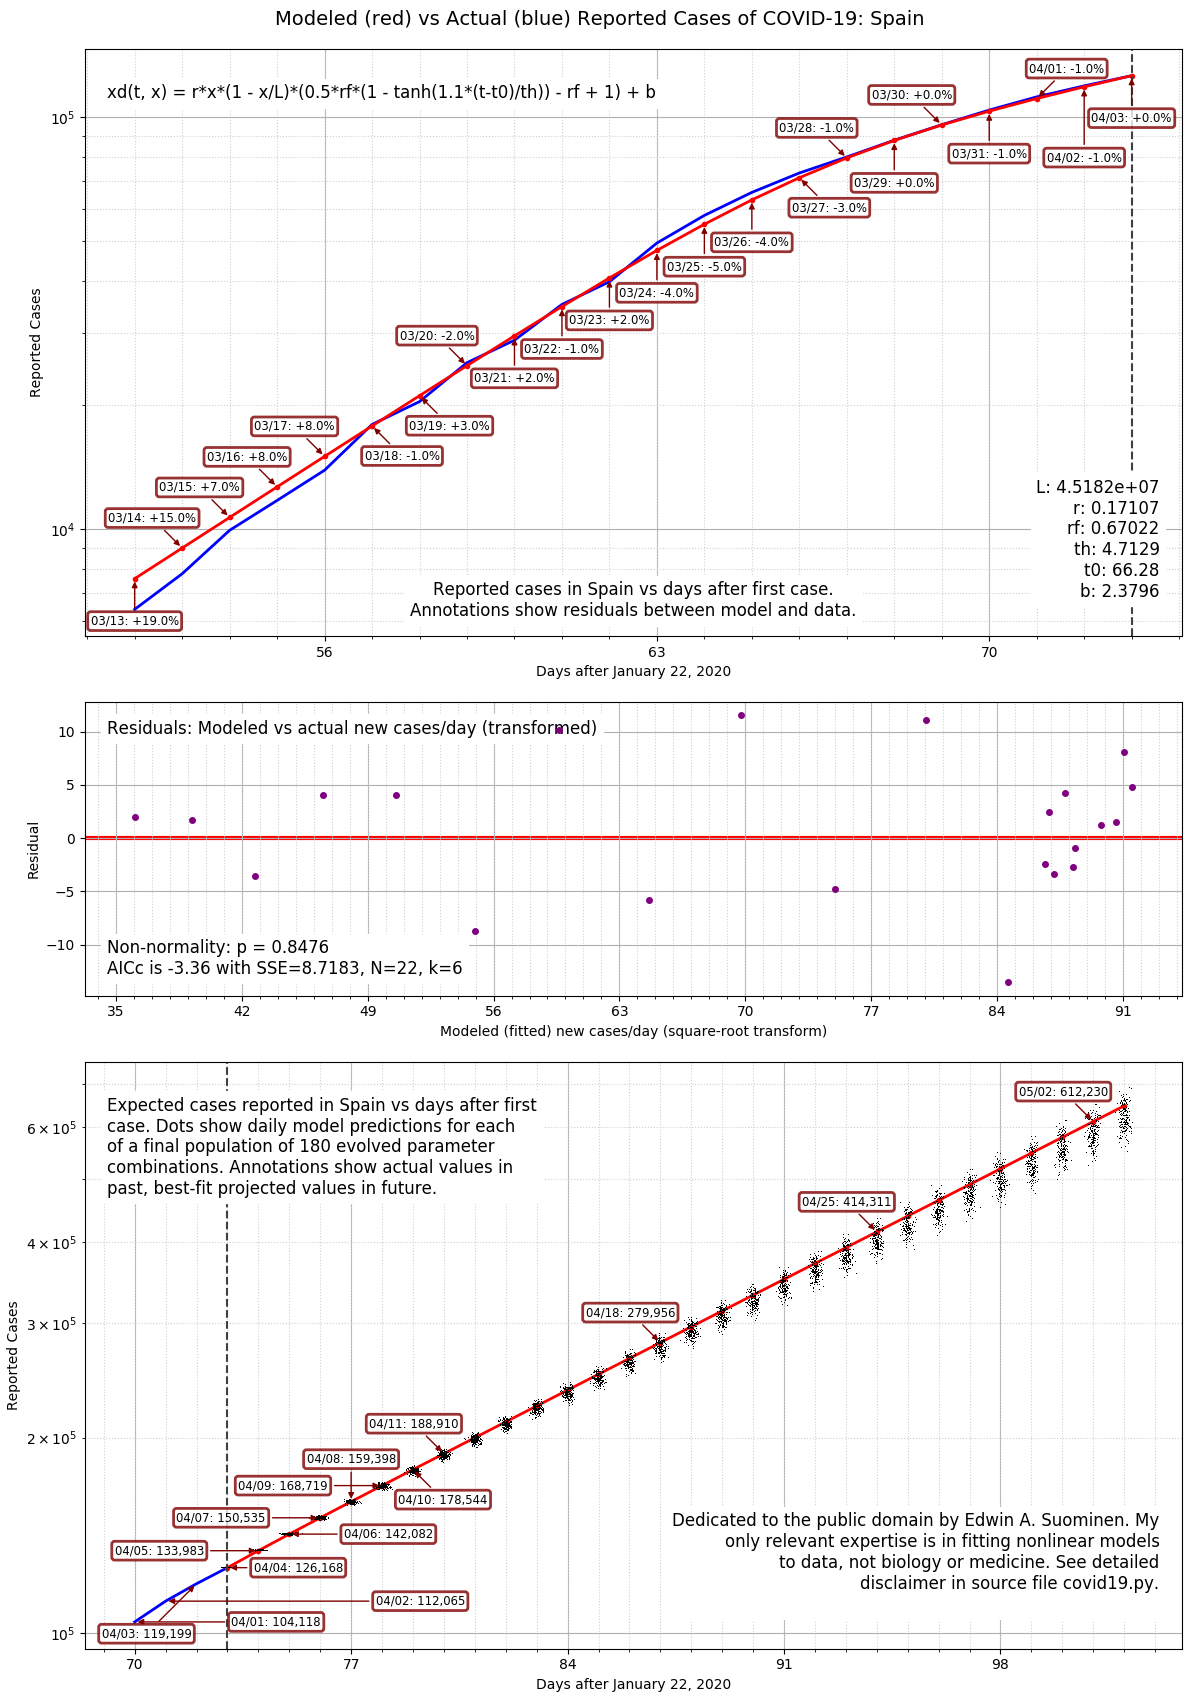 Modeled (red) vs Actual (blue) Reported Cases of COVID-19: Spain
xd(t, x) = r*x*(1 - x/L)*(0.5*rf*(1 - tanh(1.1*(t-t0)/th)) - rf + 1) + b
04/01: -1.0%
03/30: +0.0%
10⁵
04/03: +0.0%
03/28: -1.0%
03/31: -1.0%
04/02: -1.0%
03/29: +0.0%
03/27: -3.0%
03/26: -4.0%
03/25: -5.0%
03/24: -4.0%
03/23: +2.0%
03/20: -2.0%
03/22: -1.0%
03/21: +2.0%
03/17: +8.0%
03/19: +3.0%
03/16: +8.0%
03/18: -1.0%
03/15: +7.0%
03/14: +15.0%
10⁴
03/13: +19.0%
Reported Cases
L: 4.5182e+07
r: 0.17107
rf: 0.67022
th: 4.7129
t0: 66.28
b: 2.3796
Reported cases in Spain vs days after first case.
Annotations show residuals between model and data.
56 63 70
Days after January 22, 2020
Residuals: Modeled vs actual new cases/day (transformed)
10
5
0
−5
−10
Residual
Non-normality: p = 0.8476
AICc is -3.36 with SSE=8.7183, N=22, k=6
35 42 49 56 63 70 77 84 91
Modeled (fitted) new cases/day (square-root transform)
Expected cases reported in Spain vs days after first
case. Dots show daily model predictions for each
of a final population of 180 evolved parameter
combinations. Annotations show actual values in
past, best-fit projected values in future.
05/02: 612,230
6 × 10⁵
04/25: 414,311
4 × 10⁵
04/18: 279,956
3 × 10⁵
04/11: 188,910
2 × 10⁵
04/08: 159,398
04/09: 168,719
04/10: 178,544
04/07: 150,535
04/06: 142,082
04/05: 133,983
04/04: 126,168
04/02: 112,065
04/01: 104,118
04/03: 119,199
10⁵
Reported Cases
Dedicated to the public domain by Edwin A. Suominen. My
only relevant expertise is in fitting nonlinear models
to data, not biology or medicine. See detailed
disclaimer in source file covid19.py.
70 77 84 91 98
Days after January 22, 2020